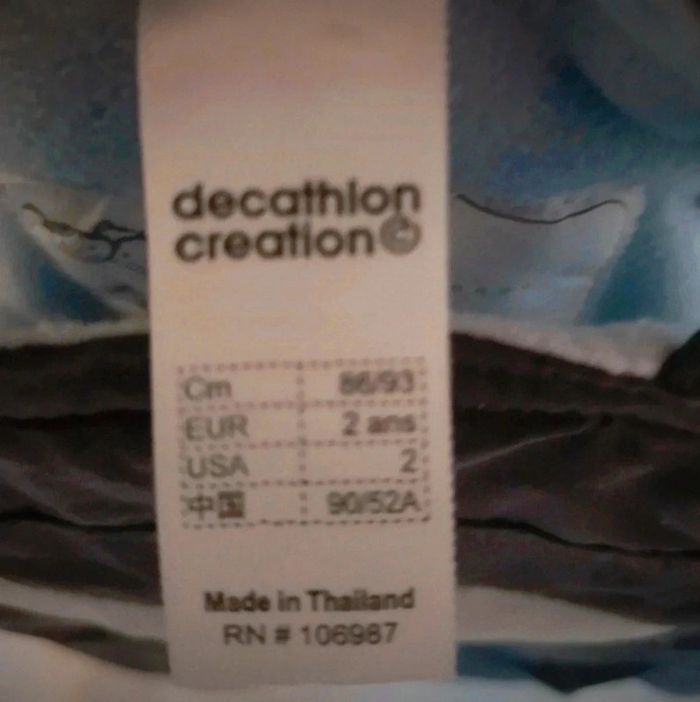 decathlon
creation
Cm 86/93
EUR 2 ans
USA 2
中国 90/52A
Made in Thailand
RN # 106987